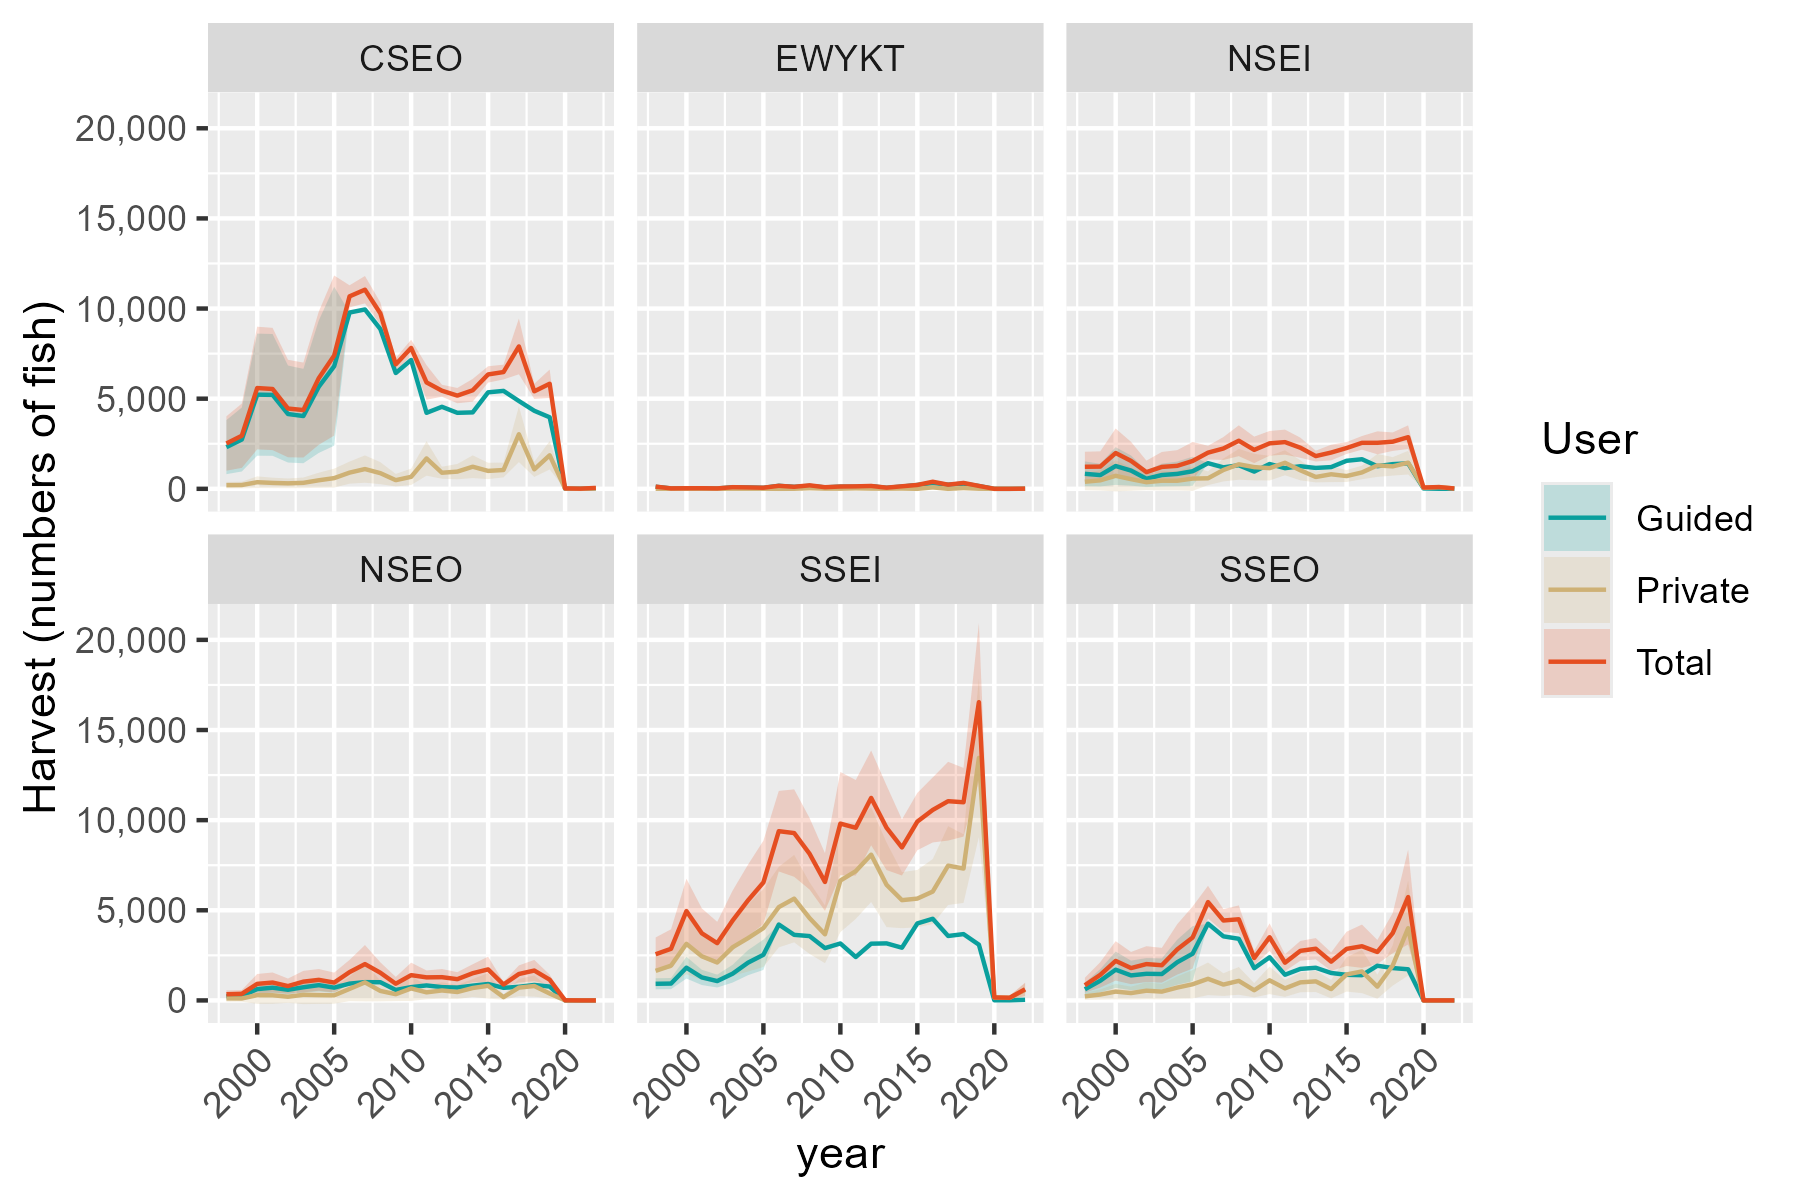 CSEO
EWYKT
NSEI
20,000
15,000
10,000
5,000
0
NSEO
SSEI
SSEO
20,000
15,000
10,000
5,000
0
2000
2005
2010
2015
2020
2000
2005
2010
2015
2020
2000
2005
2010
2015
2020
year
Harvest (numbers of fish)
User
Guided
Private
Total